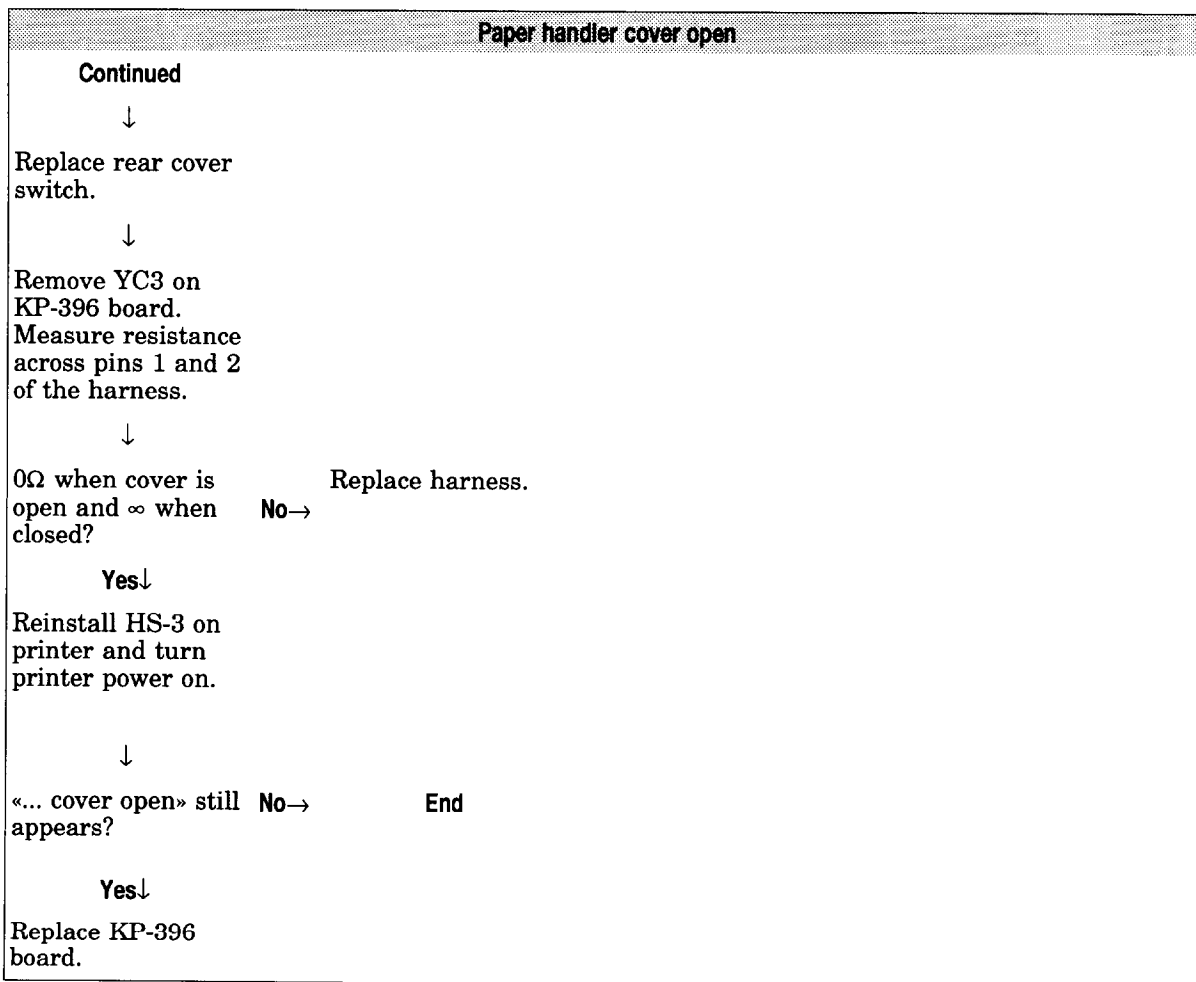 Paper handler cover open
Continued
↓
Replace rear cover
switch.
↓
Remove YC3 on
KP-396 board.
Measure resistance
across pins 1 and 2
of the harness.
↓
0Ω when cover is
open and ∞ when
closed?
No→
Replace harness.
Yes↓
Reinstall HS-3 on
printer and turn
printer power on.
↓
«... cover open» still
appears?
No→
End
Yes↓
Replace KP-396
board.